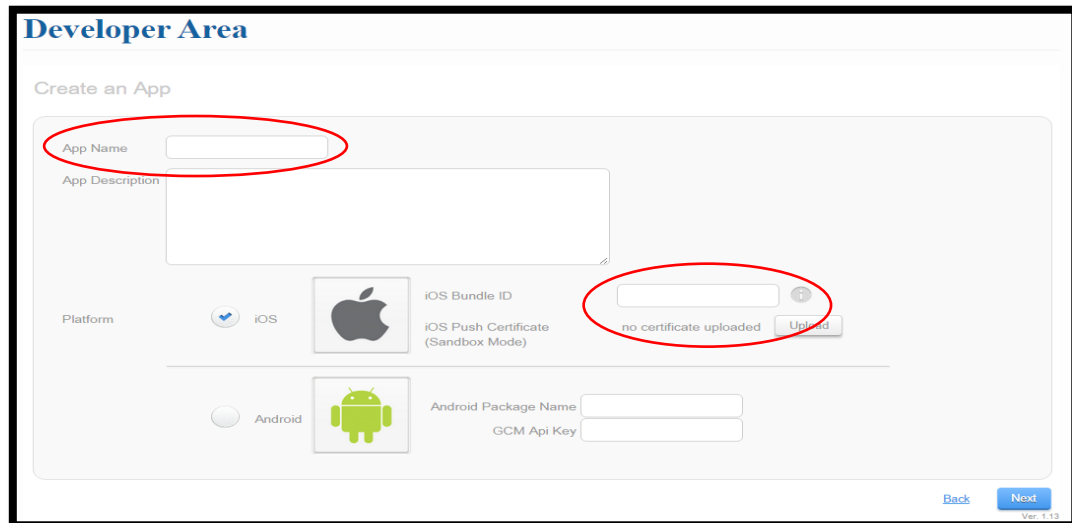 Developer Area
Create an App
App Name
App Description
Platform
iOS
iOS Bundle ID
i
iOS Push Certificate
(Sandbox Mode)
no certificate uploaded
Upload
Android
Android Package Name
GCM Api Key
Back
Next
Ver. 1.13